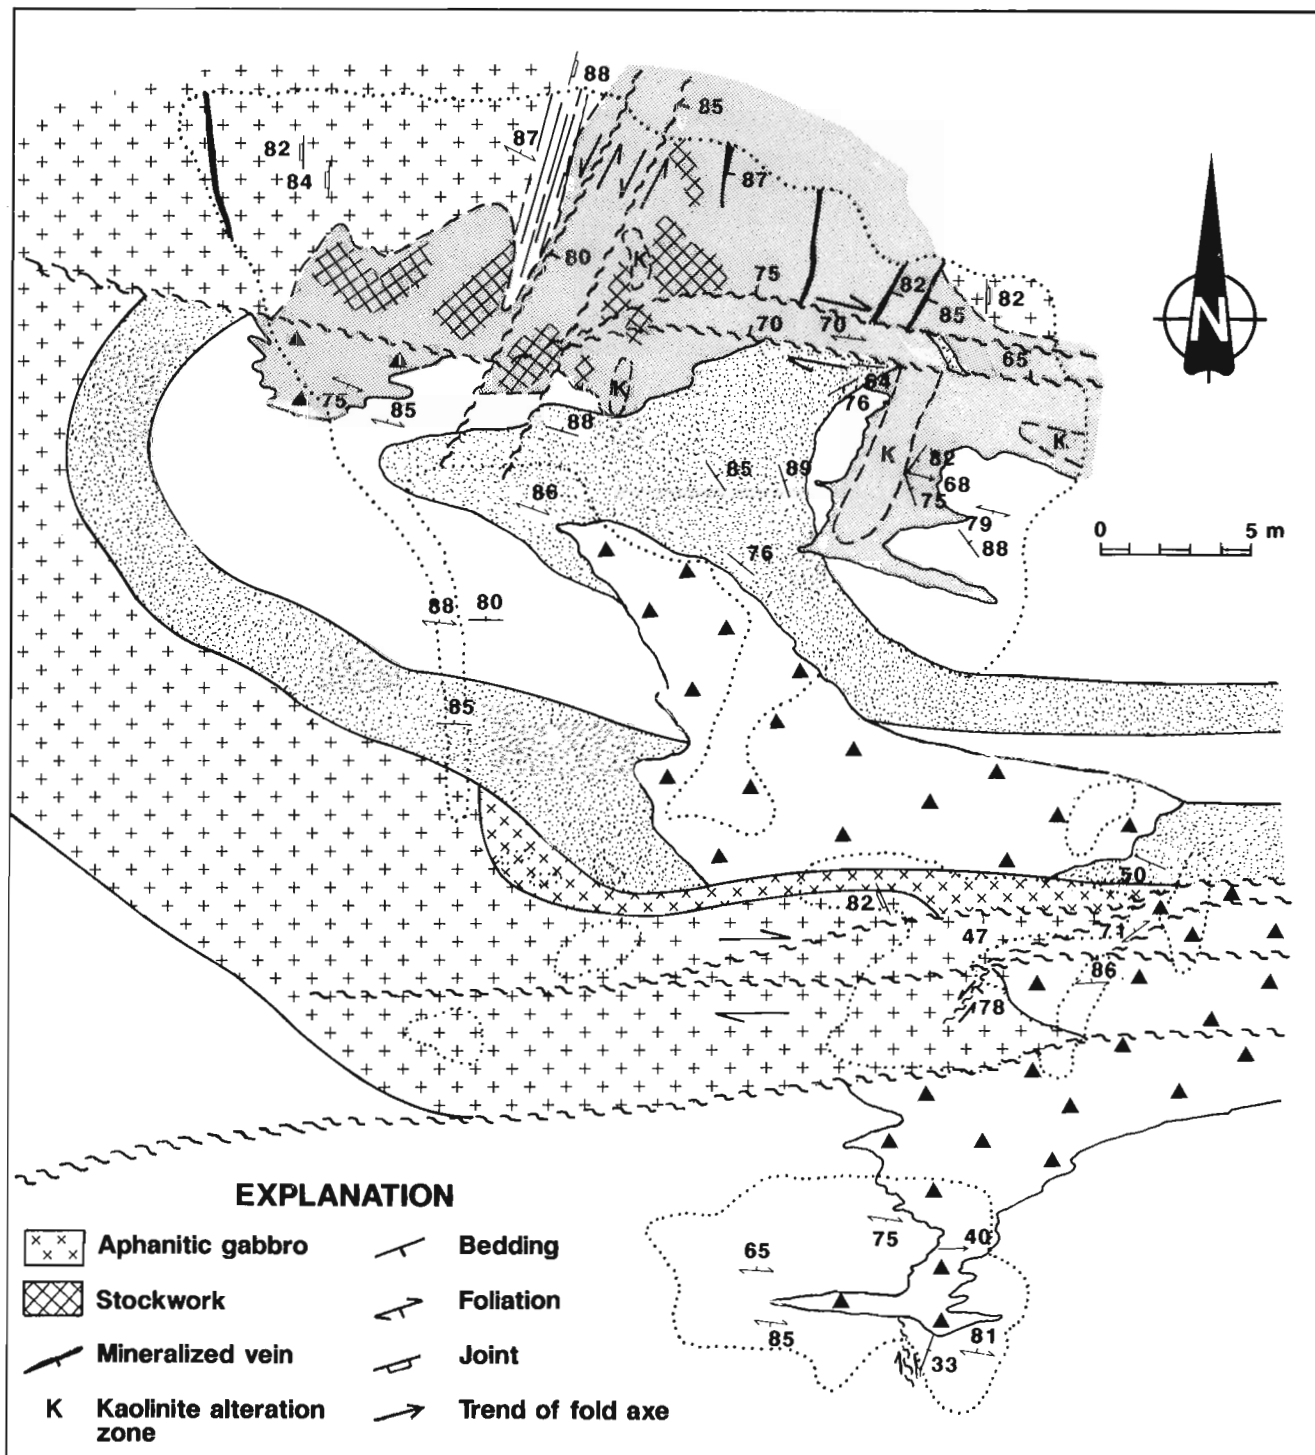 88
85
87
82
84
87
K
80
75
82
82
70
70
85
65
N
64
75
85
K
76
88
K
K
85
89
82
68
75
86
79
88
0 5 m
76
88
80
85
50
82
47
71
86
78
EXPLANATION
Aphanitic gabbro
Bedding
Stockwork
Foliation
Mineralized vein
Joint
K
Kaolinite alteration
zone
Trend of fold axe
75
40
65
85
81
33